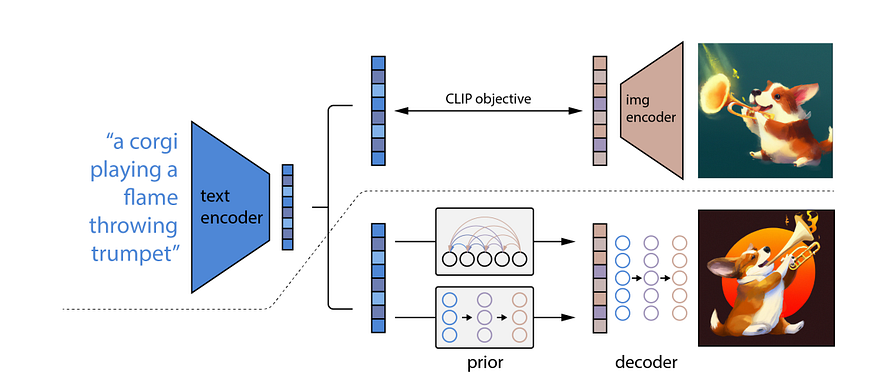 “a corgi
playing a
flame
throwing
trumpet”
text
encoder
CLIP objective
img
encoder
prior
decoder